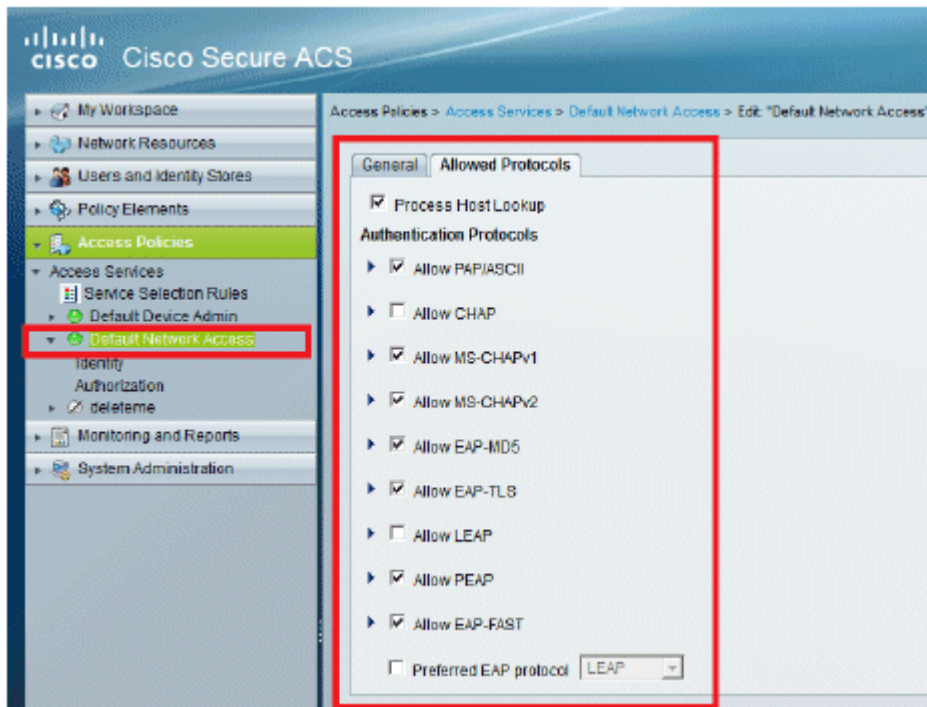 CISCO Cisco Secure ACS
My Workspace
Network Resources
Users and Identity Stores
Policy Elements
Access Policies
Access Services
Service Selection Rules
Default Device Admin
Default Network Access
Identity
Authorization
deleteme
Monitoring and Reports
System Administration
Access Policies > Access Services > Default Network Access > Edit: "Default Network Access"
General Allowed Protocols
Process Host Lookup
Authentication Protocols
Allow PAP/ASCII
Allow CHAP
Allow MS-CHAPv1
Allow MS-CHAPv2
Allow EAP-MD5
Allow EAP-TLS
Allow LEAP
Allow PEAP
Allow EAP-FAST
Preferred EAP protocol LEAP